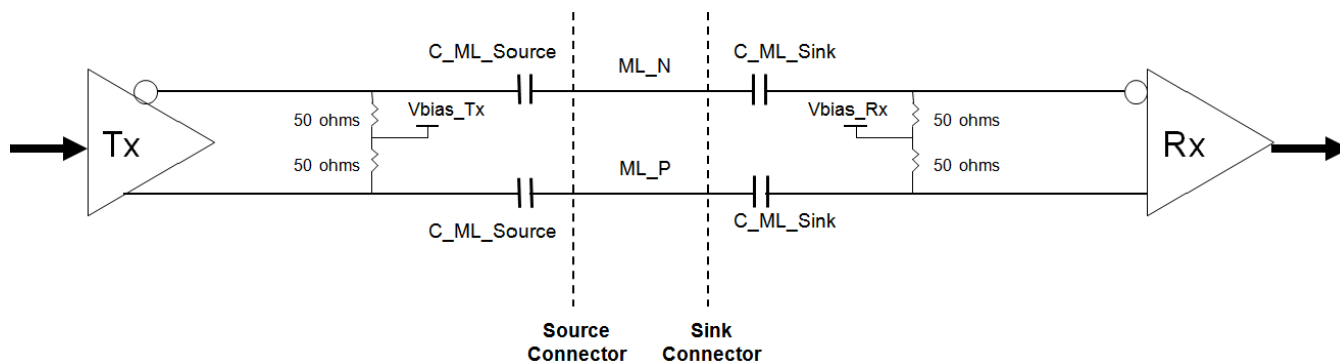 C_ML_Source
ML_N
C_ML_Sink
50 ohms
Vbias_Tx
Vbias_Rx
50 ohms
Tx
Rx
50 ohms
50 ohms
ML_P
C_ML_Source
C_ML_Sink
Source
Connector
Sink
Connector